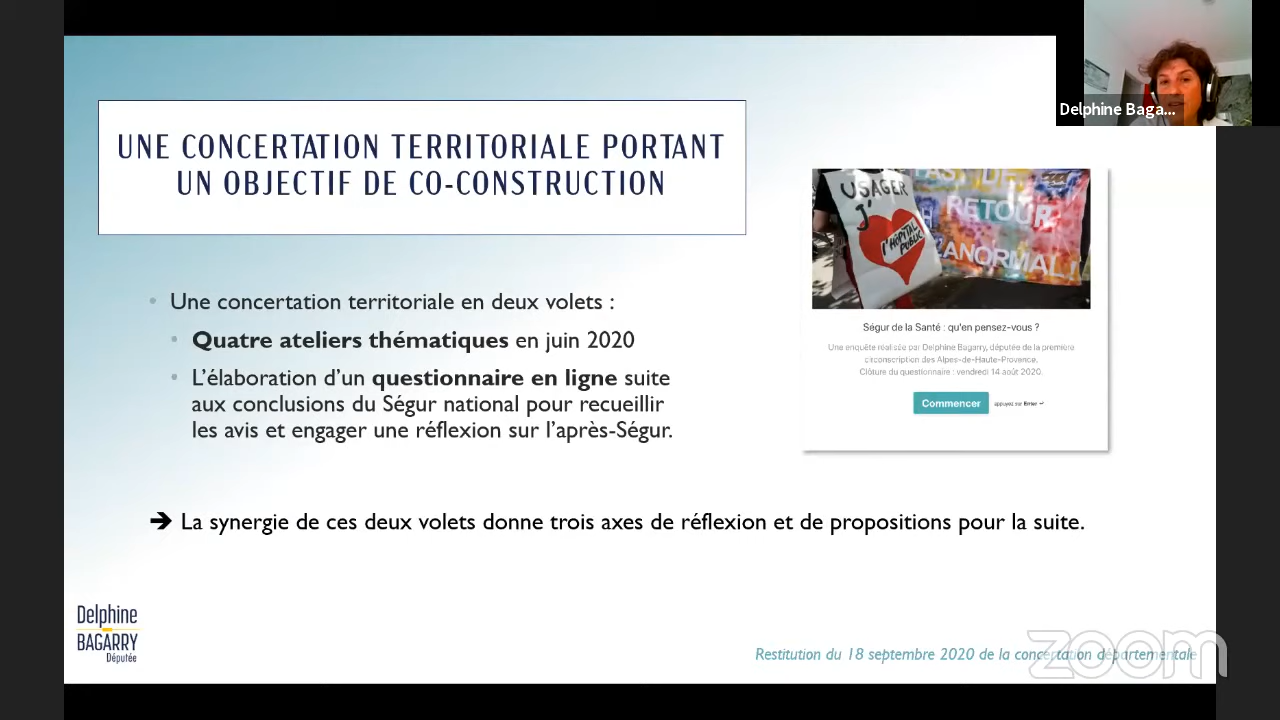 Delphine Baga...
UNE CONCERTATION TERRITORIALE PORTANT
UN OBJECTIF DE CO-CONSTRUCTION
• Une concertation territoriale en deux volets :
• Quatre ateliers thématiques en juin 2020
• L'élaboration d'un questionnaire en ligne suite
aux conclusions du Ségur national pour recueillir
les avis et engager une réflexion sur l'après-Ségur.
USAGER
J'
l'HÔPITAL
PUBLIC
RETOUR
ANORMAL!
Ségur de la Santé : qu'en pensez-vous ?
Une enquête réalisée par Delphine Bagarry, députée de la première
circonscription des Alpes-de-Haute-Provence.
Clôture du questionnaire : vendredi 14 août 2020.
Commencer appuyez sur Entrer ↵
➔ La synergie de ces deux volets donne trois axes de réflexion et de propositions pour la suite.
Delphine
BAGARRY
Députée
Restitution du 18 septembre 2020 de la concertation départementale
zoom